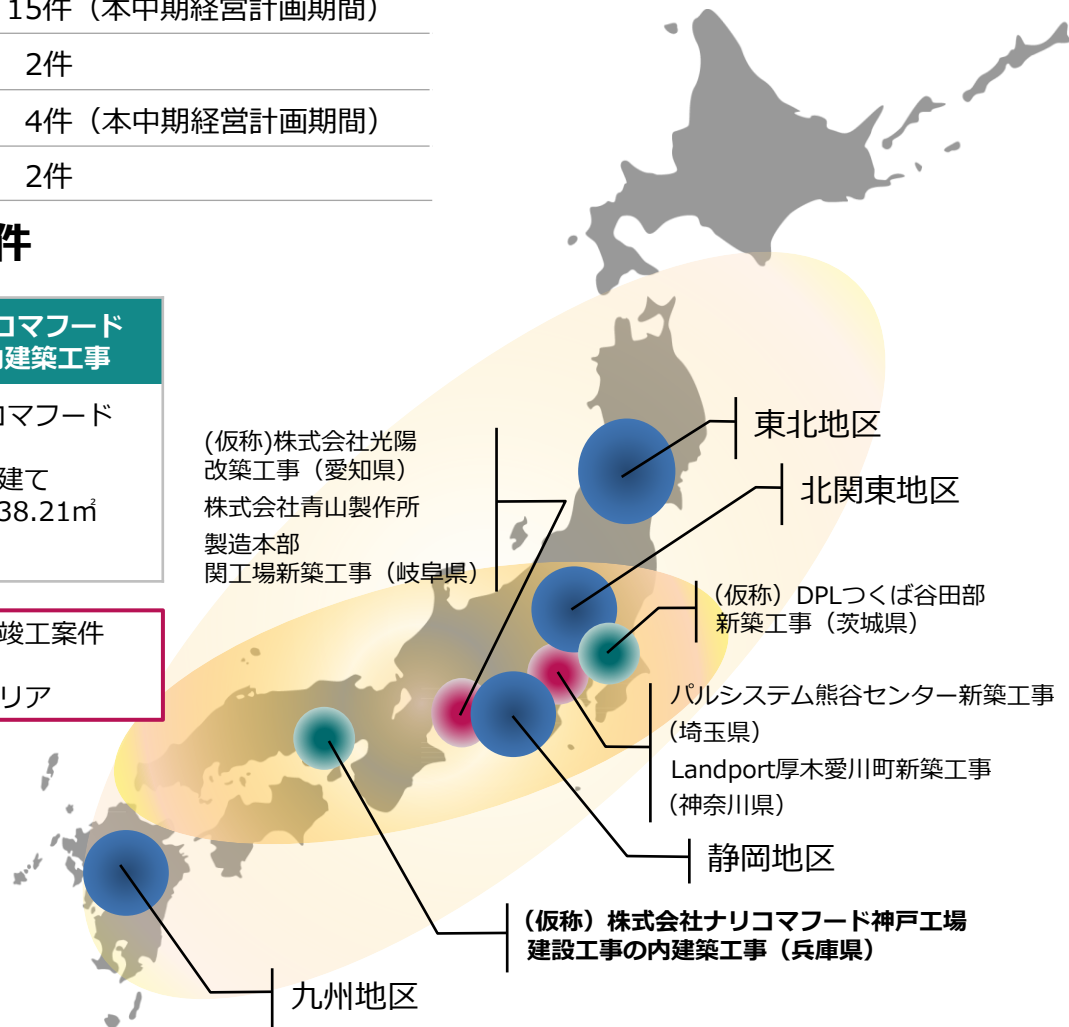 15件（本中期経営計画期間）
2件
4件（本中期経営計画期間）
2件
件
コマフード
内建築工事
コマフード
建て
38.21㎡
竣工案件
リア
(仮称)株式会社光陽
改築工事（愛知県）
株式会社青山製作所
製造本部
関工場新築工事（岐阜県）
東北地区
北関東地区
（仮称）DPLつくば谷田部
新築工事（茨城県）
パルシステム熊谷センター新築工事
（埼玉県）
Landport厚木愛川町新築工事
（神奈川県）
静岡地区
（仮称）株式会社ナリコマフード神戸工場
建設工事の内建築工事（兵庫県）
九州地区